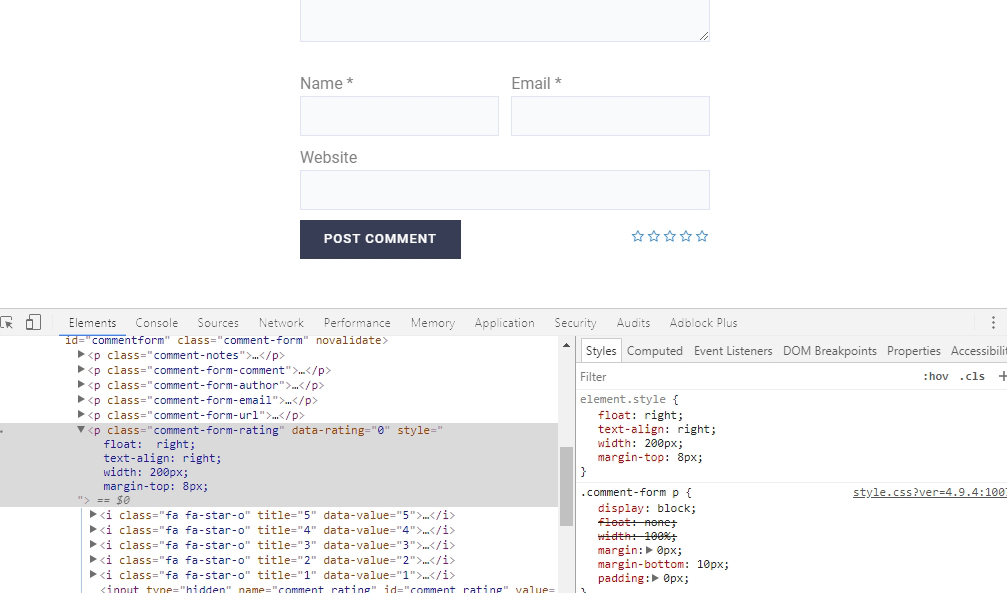 Name * Email *
Website
POST COMMENT
Elements Console Sources Network Performance Memory Application Security Audits Adblock Plus
id="commentform" class="comment-form" novalidate>
<p class="comment-notes">…</p>
<p class="comment-form-comment">…</p>
<p class="comment-form-author">…</p>
<p class="comment-form-email">…</p>
<p class="comment-form-url">…</p>
<p class="comment-form-rating" data-rating="0" style="
float:  right;
text-align: right;
width: 200px;
margin-top: 8px;
"> == $0
<i class="fa fa-star-o" title="5" data-value="5">…</i>
<i class="fa fa-star-o" title="4" data-value="4">…</i>
<i class="fa fa-star-o" title="3" data-value="3">…</i>
<i class="fa fa-star-o" title="2" data-value="2">…</i>
<i class="fa fa-star-o" title="1" data-value="1">…</i>
<input type="hidden" name="comment_rating" id="comment_rating" value=
Styles Computed Event Listeners DOM Breakpoints Properties Accessibili
Filter :hov .cls +
element.style {
float: right;
text-align: right;
width: 200px;
margin-top: 8px;
}
.comment-form p { style.css?ver=4.9.4:100
display: block;
float: none;
width: 100%;
margin: 0px;
margin-bottom: 10px;
padding: 0px;
}